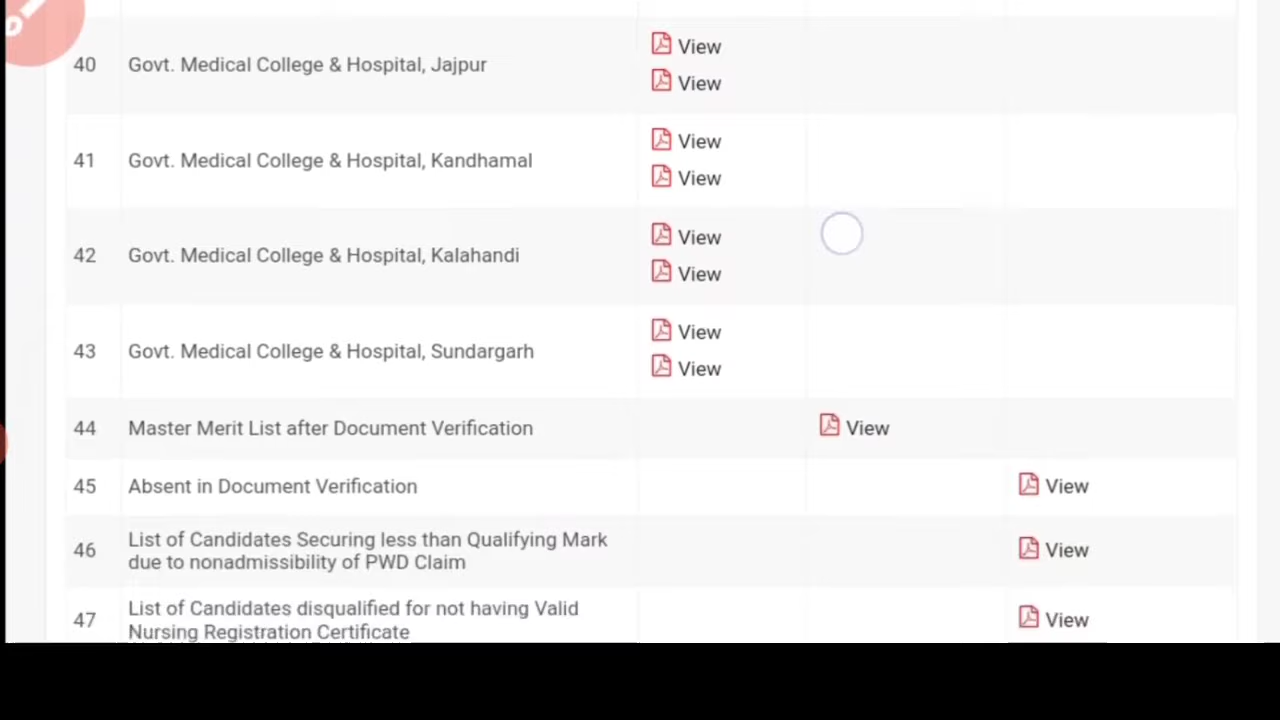 40 Govt. Medical College & Hospital, Jajpur View
View
41 Govt. Medical College & Hospital, Kandhamal View
View
42 Govt. Medical College & Hospital, Kalahandi View
View
43 Govt. Medical College & Hospital, Sundargarh View
View
44 Master Merit List after Document Verification View
45 Absent in Document Verification View
46 List of Candidates Securing less than Qualifying Mark
due to nonadmissibility of PWD Claim View
47 List of Candidates disqualified for not having Valid
Nursing Registration Certificate View